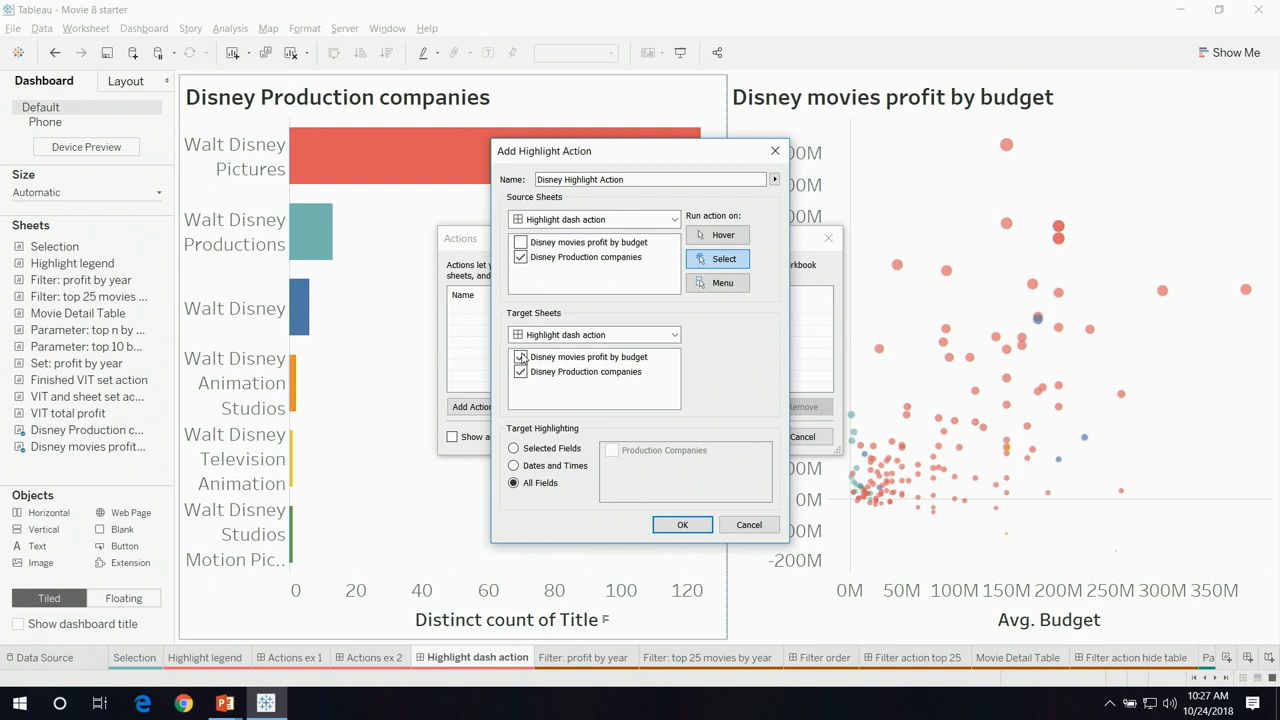 Tableau - Movie 8 starter
File Data Worksheet Dashboard Story Analysis Map Format Server Window Help
Show Me
Dashboard Layout
Default
Phone
Device Preview
Size
Automatic
Sheets
Selection
Highlight legend
Filter: profit by year
Filter: top 25 movies ...
Movie Detail Table
Parameter: top n by ...
Parameter: top 10 b...
Set: profit by year
Finished VIT set action
VIT and sheet set ac...
VIT total profit
Disney Production c...
Disney movies profit...
Objects
Horizontal Web Page
Vertical Blank
Text Button
Image Extension
Tiled Floating
Show dashboard title
Disney Production companies
Walt Disney
Pictures
Walt Disney
Productions
Walt Disney
Walt Disney
Animation
Studios
Walt Disney
Television
Animation
Walt Disney
Studios
Motion Pic..
0 20 40 60 80 100 120
Distinct count of Title
Actions
Actions let y
sheets, and
rkbook
Name
Add Action
emove
Show a
Cancel
Add Highlight Action
Name: Disney Highlight Action
Source Sheets
Highlight dash action
Disney movies profit by budget
Disney Production companies
Run action on:
Hover
Select
Menu
Target Sheets
Highlight dash action
Disney movies profit by budget
Disney Production companies
Target Highlighting
Selected Fields
Dates and Times
All Fields
Production Companies
OK Cancel
Disney movies profit by budget
00M
00M
00M
00M
0M
00M
-200M
0M 50M 100M 150M 200M 250M 300M 350M
Avg. Budget
Data Source Selection Highlight legend Actions ex 1 Actions ex 2 Highlight dash action Filter: profit by year Filter: top 25 movies by year Filter order Filter action top 25 Movie Detail Table Filter action hide table Pa
10:27 AM
10/24/2018